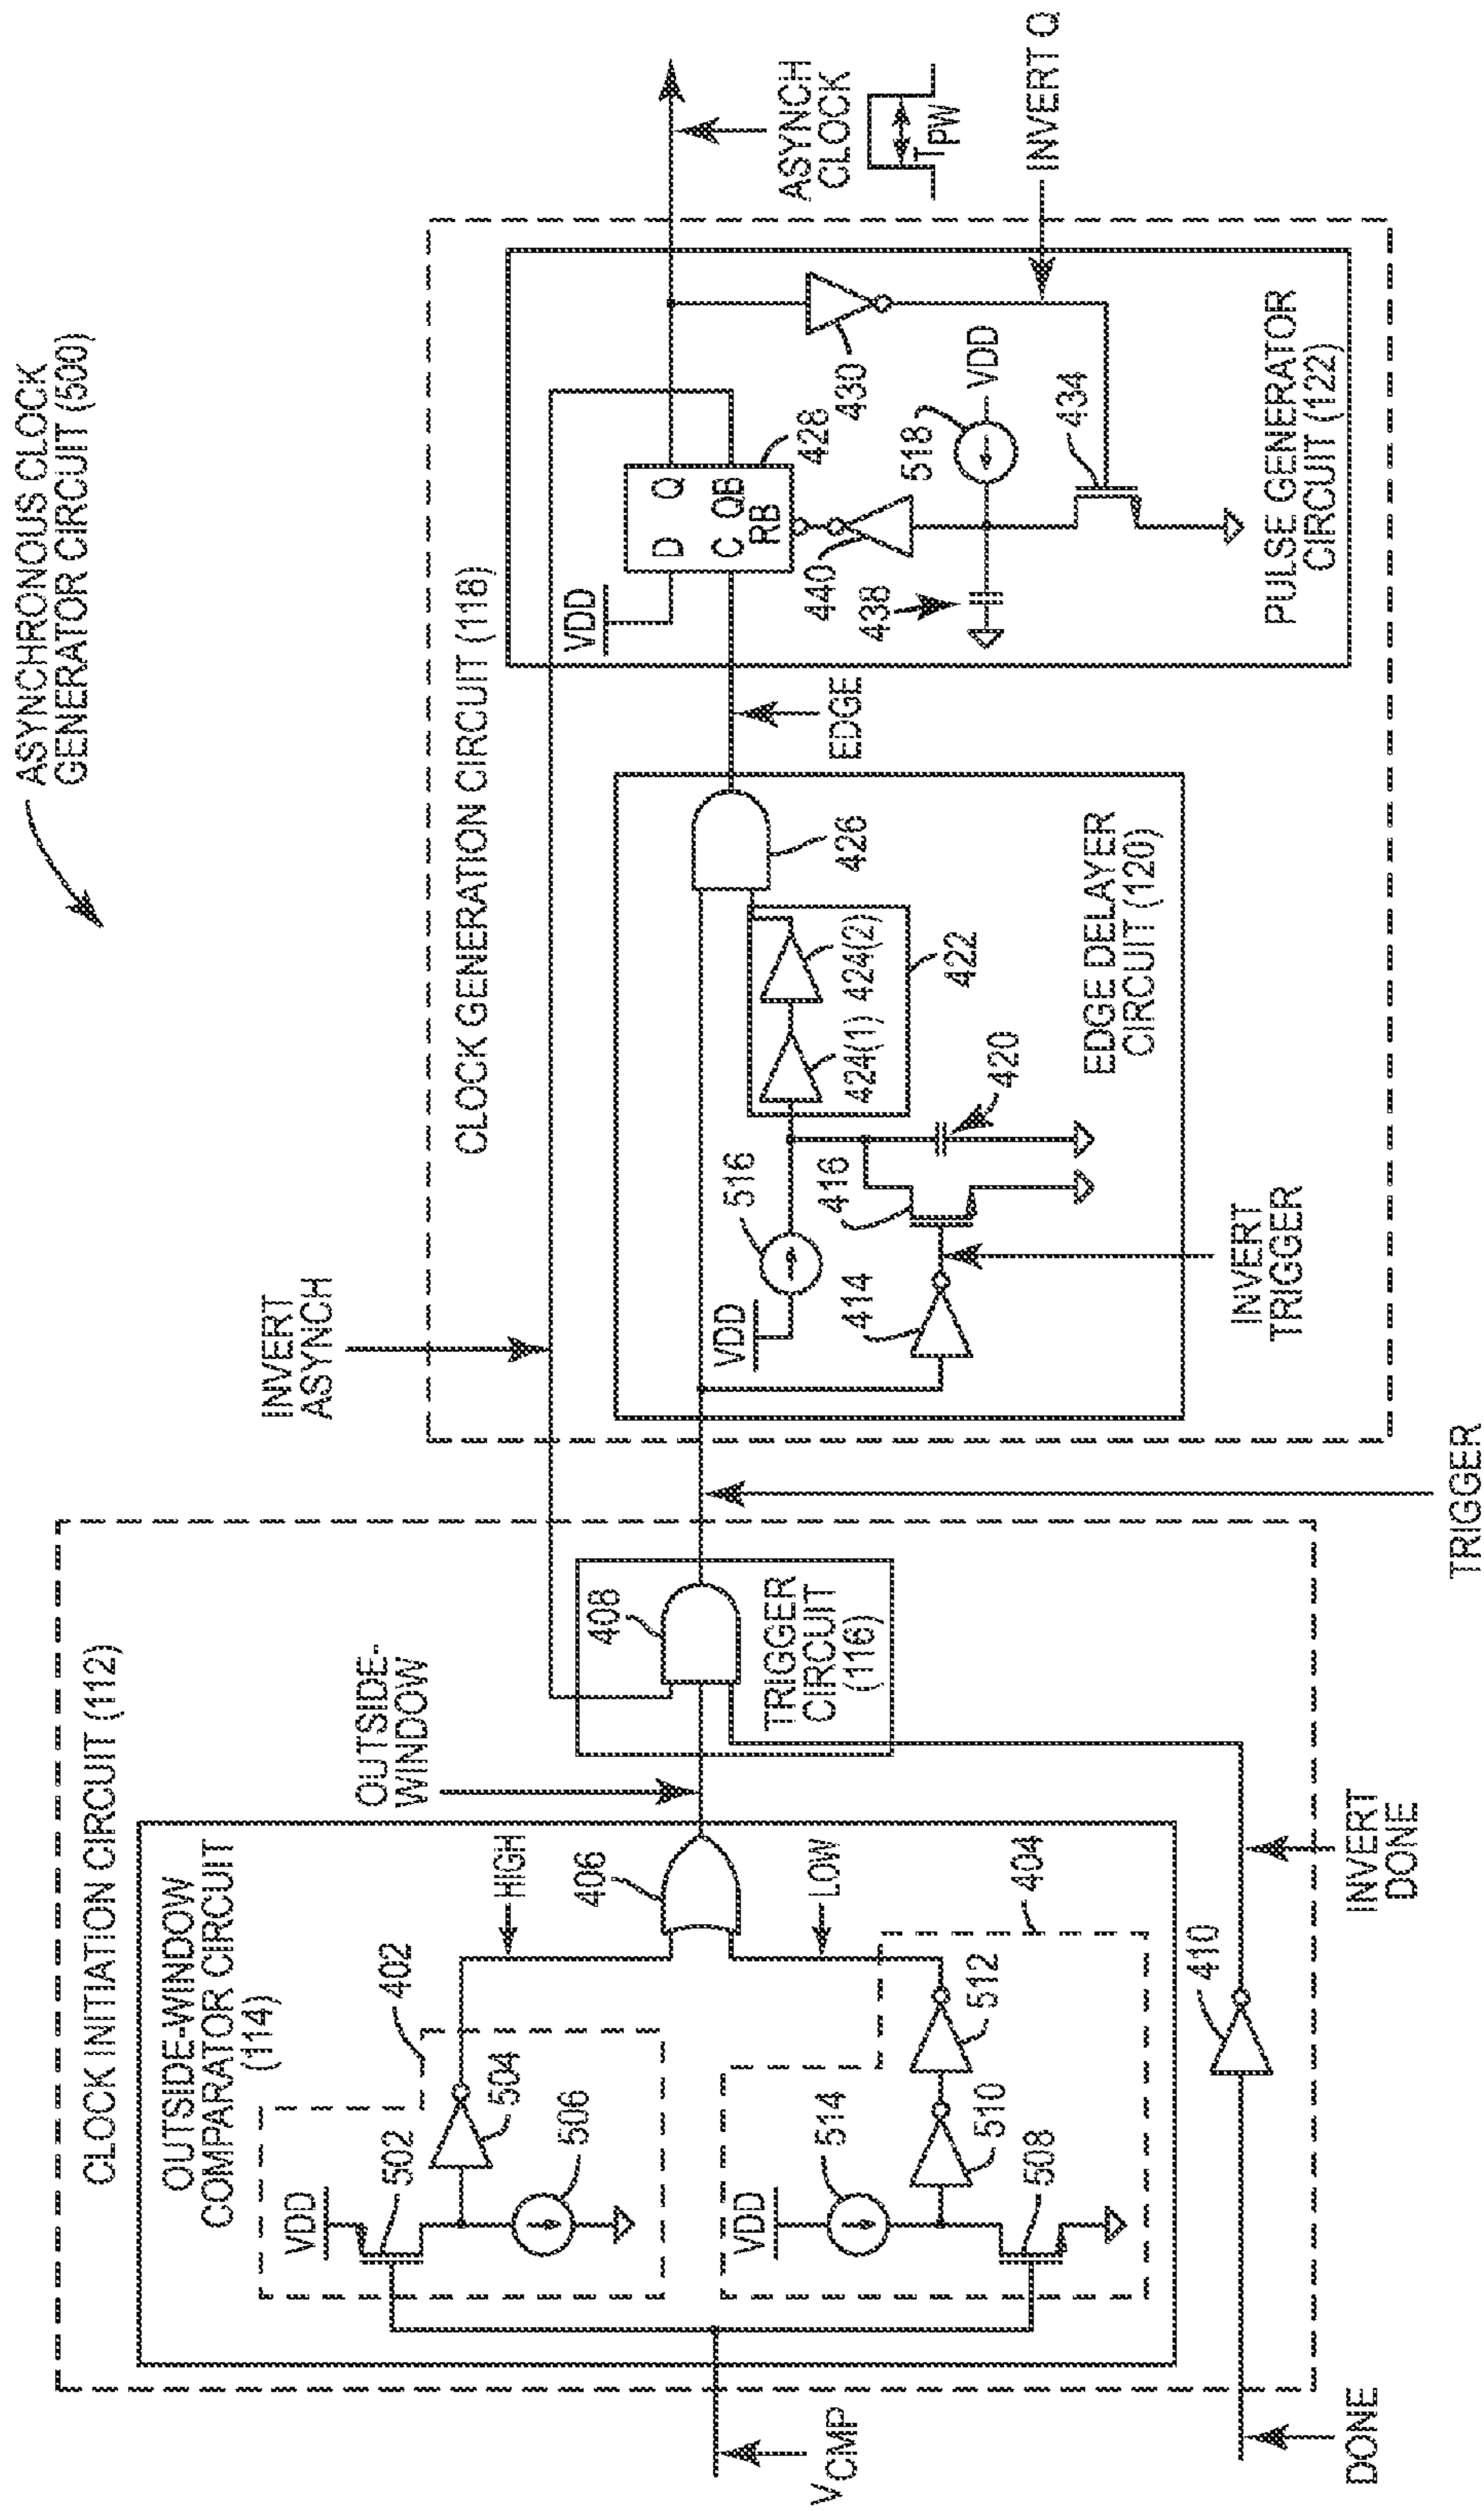 ASYNCHRONOUS CLOCK
GENERATOR CIRCUIT (500)
CLOCK INITIATION CIRCUIT (112)
OUTSIDE-WINDOW
COMPARATOR CIRCUIT
(114)
VDD
502
504
506
402
HIGH
406
VDD
514
510
512
508
LOW
404
410
VCMP
DONE
INVERT
DONE
OUTSIDE-
WINDOW
408
TRIGGER
CIRCUIT
(116)
TRIGGER
INVERT
ASYNCH
CLOCK GENERATION CIRCUIT (118)
VDD
516
414
416
420
424(1)
424(2)
422
426
INVERT
TRIGGER
EDGE DELAYER
CIRCUIT (120)
EDGE
VDD
D
Q
C
QB
RB
428
430
440
438
518
VDD
434
PULSE GENERATOR
CIRCUIT (122)
ASYNCH
CLOCK
TPW
INVERT Q